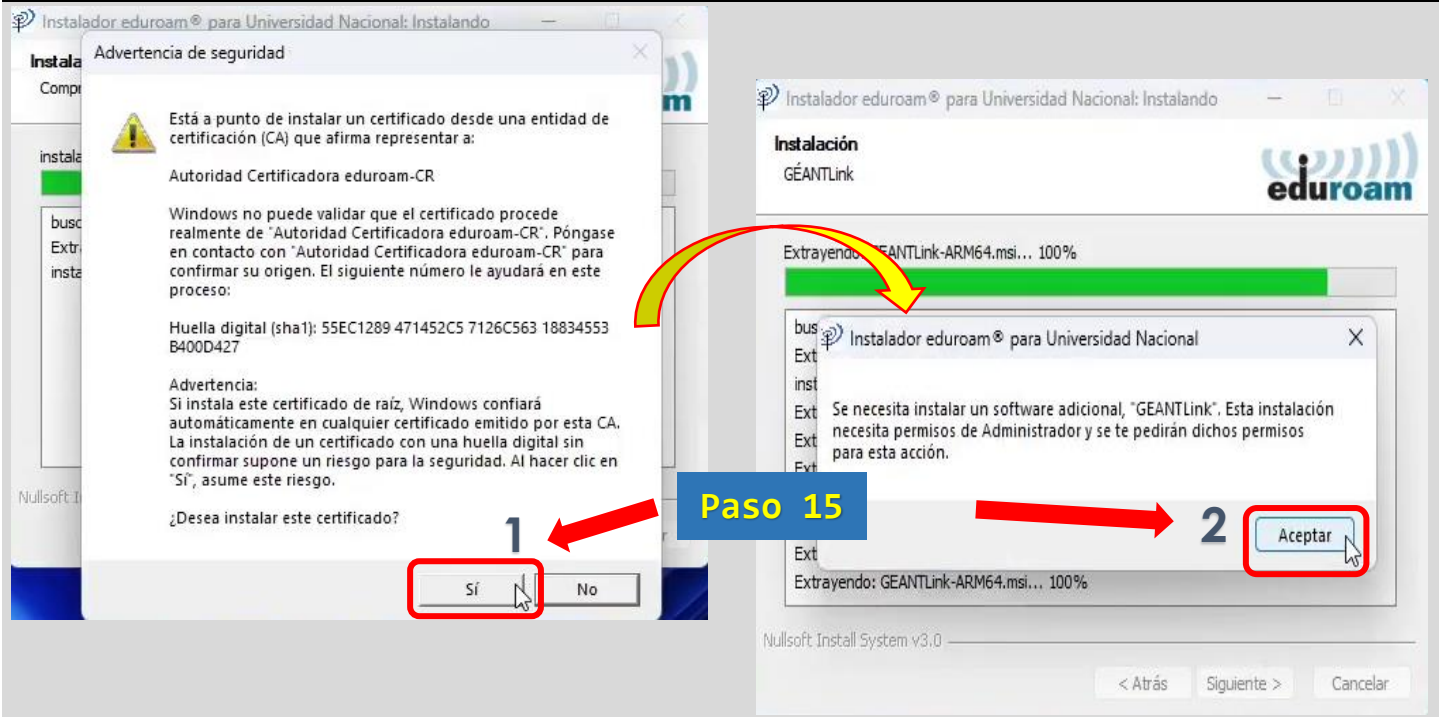 Instalador eduroam® para Universidad Nacional: Instalando
Advertencia de seguridad
Instala
Compr
m
Está a punto de instalar un certificado desde una entidad de
certificación (CA) que afirma representar a:
Autoridad Certificadora eduroam-CR
Windows no puede validar que el certificado procede
realmente de "Autoridad Certificadora eduroam-CR". Póngase
en contacto con "Autoridad Certificadora eduroam-CR" para
confirmar su origen. El siguiente número le ayudará en este
proceso:
Huella digital (sha1): 55EC1289 471452C5 7126C563 18834553
B400D427
Advertencia:
Si instala este certificado de raíz, Windows confiará
automáticamente en cualquier certificado emitido por esta CA.
La instalación de un certificado con una huella digital sin
confirmar supone un riesgo para la seguridad. Al hacer clic en
"Sí", asume este riesgo.
¿Desea instalar este certificado?
Sí
No
instala
busc
Extr
insta
Nullsoft I
r
1
Paso 15
Instalador eduroam® para Universidad Nacional: Instalando
Instalación
GÉANTLink
eduroam
Extrayendo: GEANTLink-ARM64.msi... 100%
bus
Ext
inst
Ext
Ext
Ext
Instalador eduroam® para Universidad Nacional
X
Se necesita instalar un software adicional, "GEANTLink". Esta instalación
necesita permisos de Administrador y se te pedirán dichos permisos
para esta acción.
2
Aceptar
Ext
Extrayendo: GEANTLink-ARM64.msi... 100%
Nullsoft Install System v3.0
< Atrás
Siguiente >
Cancelar